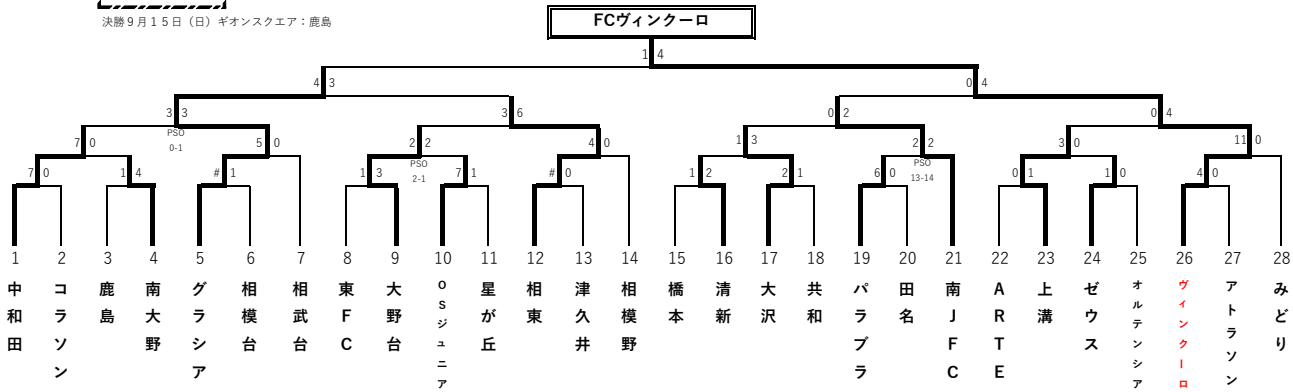 FCヴィンクーロ
決勝9月15日（日）ギオンスクエア：鹿島
1 4
4 3 0 4
3 3 3 6 0 2 0 4
PSO
0-1
7 0 5 0 2 2 4 0 1 3 2 2 3 0 11 0
PSO PSO
2-1 13-14
7 0 1 4 # 1 1 3 7 1 # 0 1 2 2 1 6 0 0 1 1 0 4 0
1 2 3 4 5 6 7 8 9 10 11 12 13 14 15 16 17 18 19 20 21 22 23 24 25 26 27 28
中和田
コラソン
鹿島
南大野
グラシア
相模台
相武台
東FC
大野台
OSジュニア
星が丘
相東
津久井
相模野
橋本
清新
大沢
共和
パラブラ
田名
南JFC
ARTE
上溝
ゼウス
オルテンシア
ヴィンクーロ
アトラソン
みどり